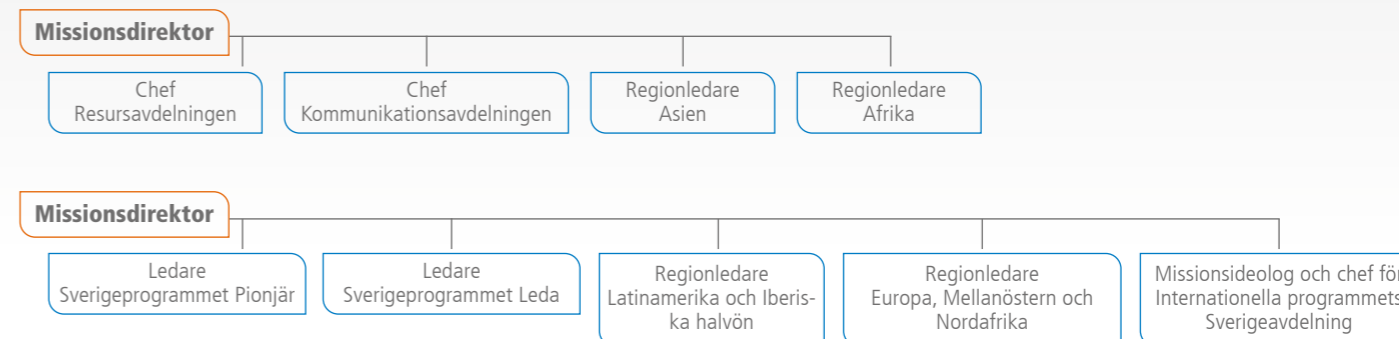 Missionsdirektor
Chef
Resursavdelningen
Chef
Kommunikationsavdelningen
Regionledare
Asien
Regionledare
Afrika
Missionsdirektor
Ledare
Sverigeprogrammet Pionjär
Ledare
Sverigeprogrammet Leda
Regionledare
Latinamerika och Iberis-
ka halvön
Regionledare
Europa, Mellanöstern och
Nordafrika
Missionsideolog och chef för
Internationella programmets
Sverigeavdelning